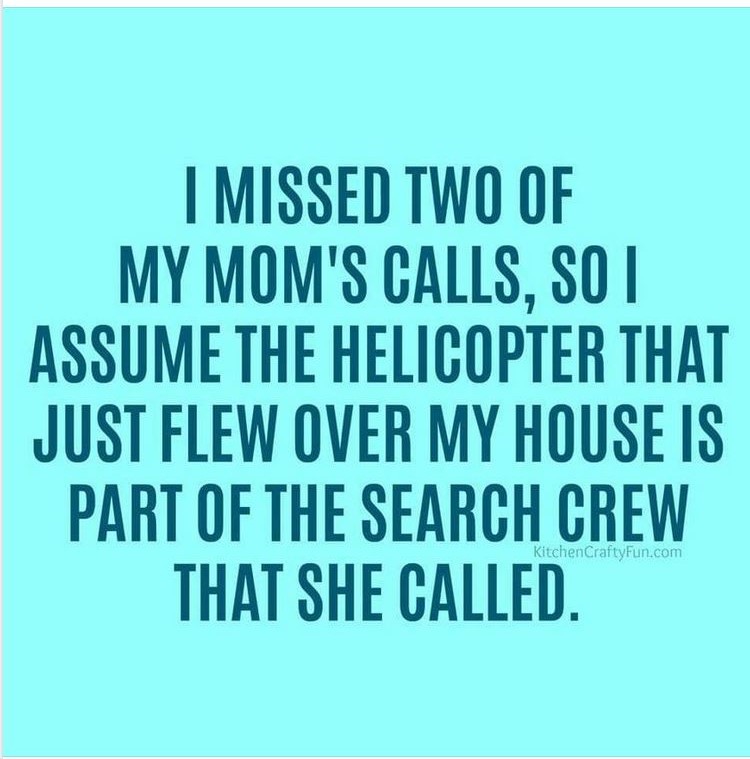 I MISSED TWO OF
MY MOM'S CALLS, SO I
ASSUME THE HELICOPTER THAT
JUST FLEW OVER MY HOUSE IS
PART OF THE SEARCH CREW
KitchenCraftyFun.com
THAT SHE CALLED.